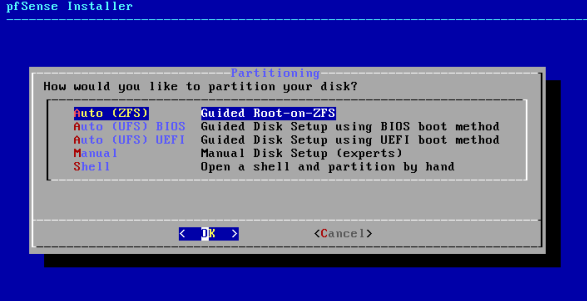 pfSense Installer
Partitioning
How would you like to partition your disk?
Auto (ZFS) Guided Root-on-ZFS
Auto (UFS) BIOS Guided Disk Setup using BIOS boot method
Auto (UFS) UEFI Guided Disk Setup using UEFI boot method
Manual Manual Disk Setup (experts)
Shell Open a shell and partition by hand
< OK > <Cancel>